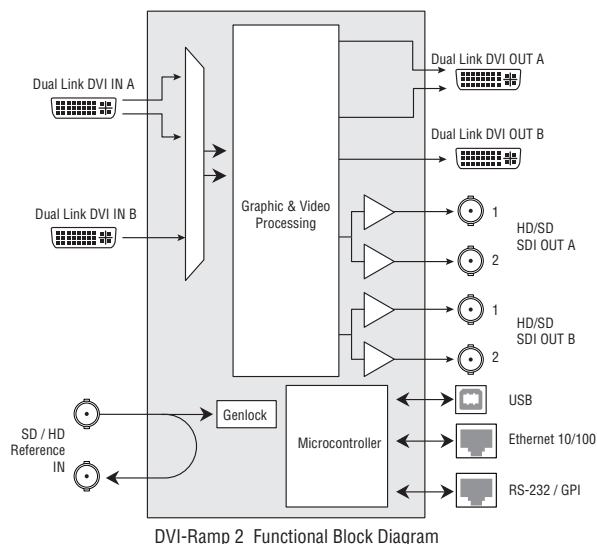 Dual Link DVI IN A
Dual Link DVI IN B
Graphic & Video
Processing
Dual Link DVI OUT A
Dual Link DVI OUT B
1
HD/SD
SDI OUT A
2
1
HD/SD
SDI OUT B
2
SD / HD
Reference
IN
Genlock
Microcontroller
USB
Ethernet 10/100
RS-232 / GPI
DVI-Ramp 2 Functional Block Diagram